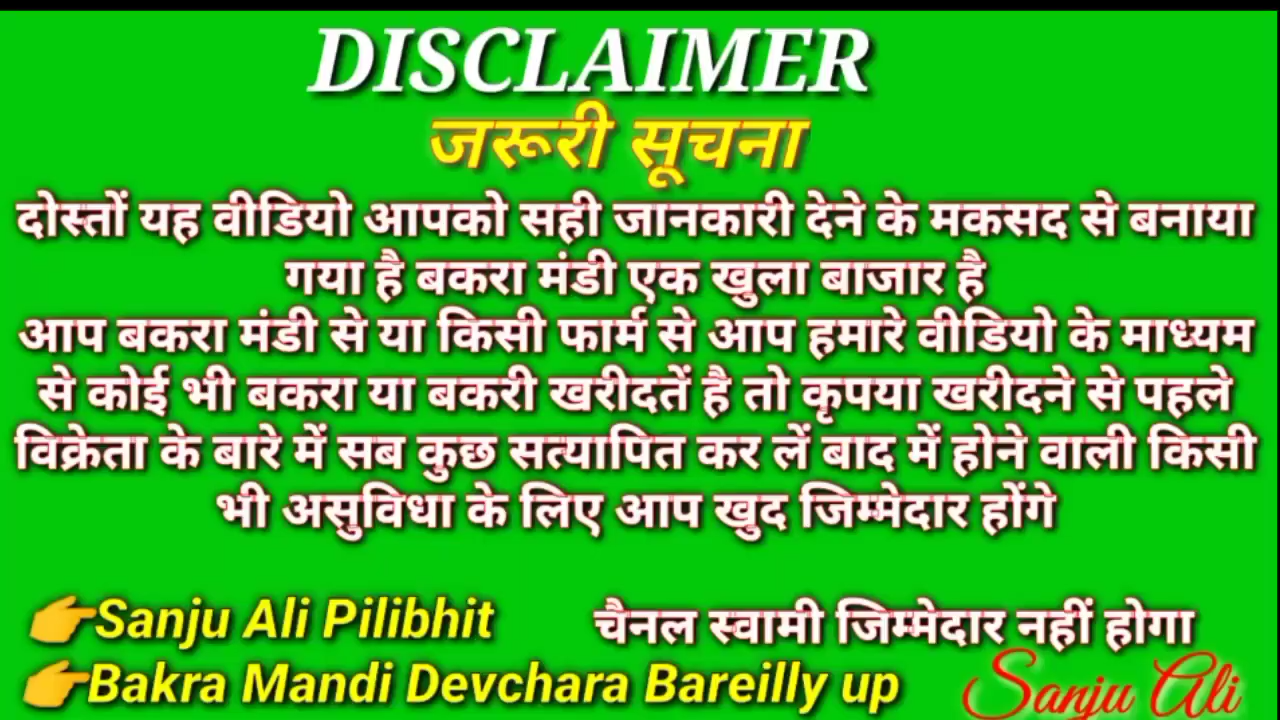 DISCLAIMER
जरूरी सूचना
दोस्तों यह वीडियो आपको सही जानकारी देने के मकसद से बनाया
गया है बकरा मंडी एक खुला बाजार है
आप बकरा मंडी से या किसी फार्म से आप हमारे वीडियो के माध्यम
से कोई भी बकरा या बकरी खरीदतें है तो कृपया खरीदने से पहले
विक्रेता के बारे में सब कुछ सत्यापित कर लें बाद में होने वाली किसी
भी असुविधा के लिए आप खुद जिम्मेदार होंगे
👉Sanju Ali Pilibhit
चैनल स्वामी जिम्मेदार नहीं होगा
👉Bakra Mandi Devchara Bareilly up
Sanju Ali